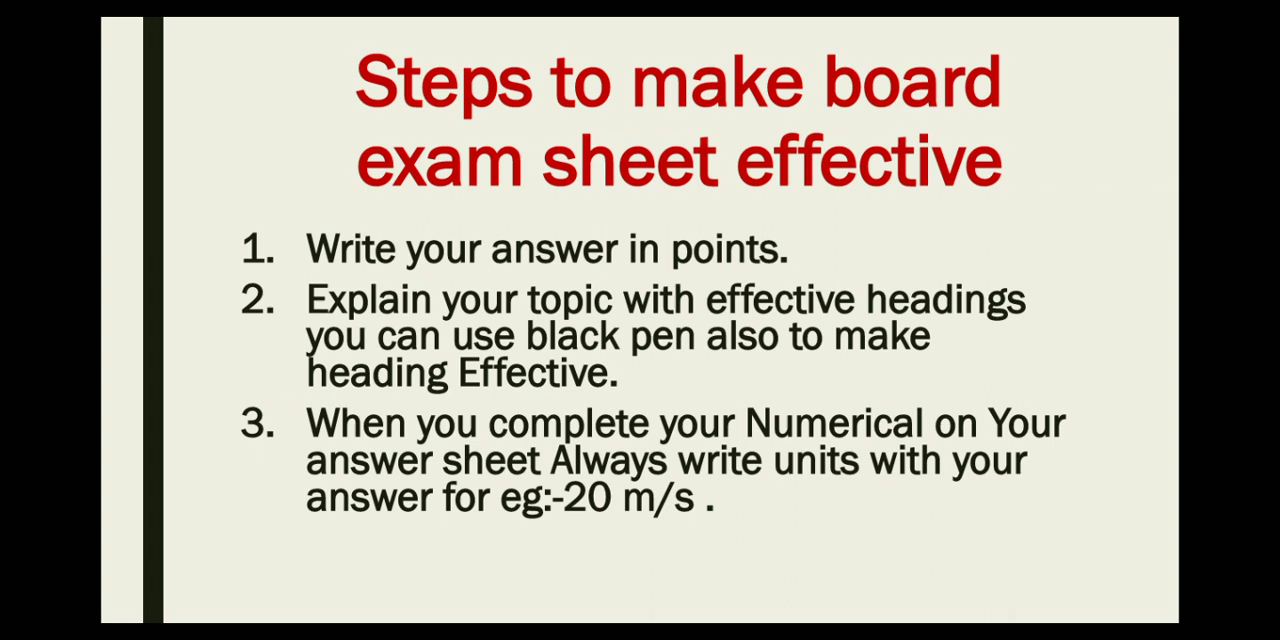 Steps to make board
exam sheet effective
1. Write your answer in points.
2. Explain your topic with effective headings
you can use black pen also to make
heading Effective.
3. When you complete your Numerical on Your
answer sheet Always write units with your
answer for eg:-20 m/s .